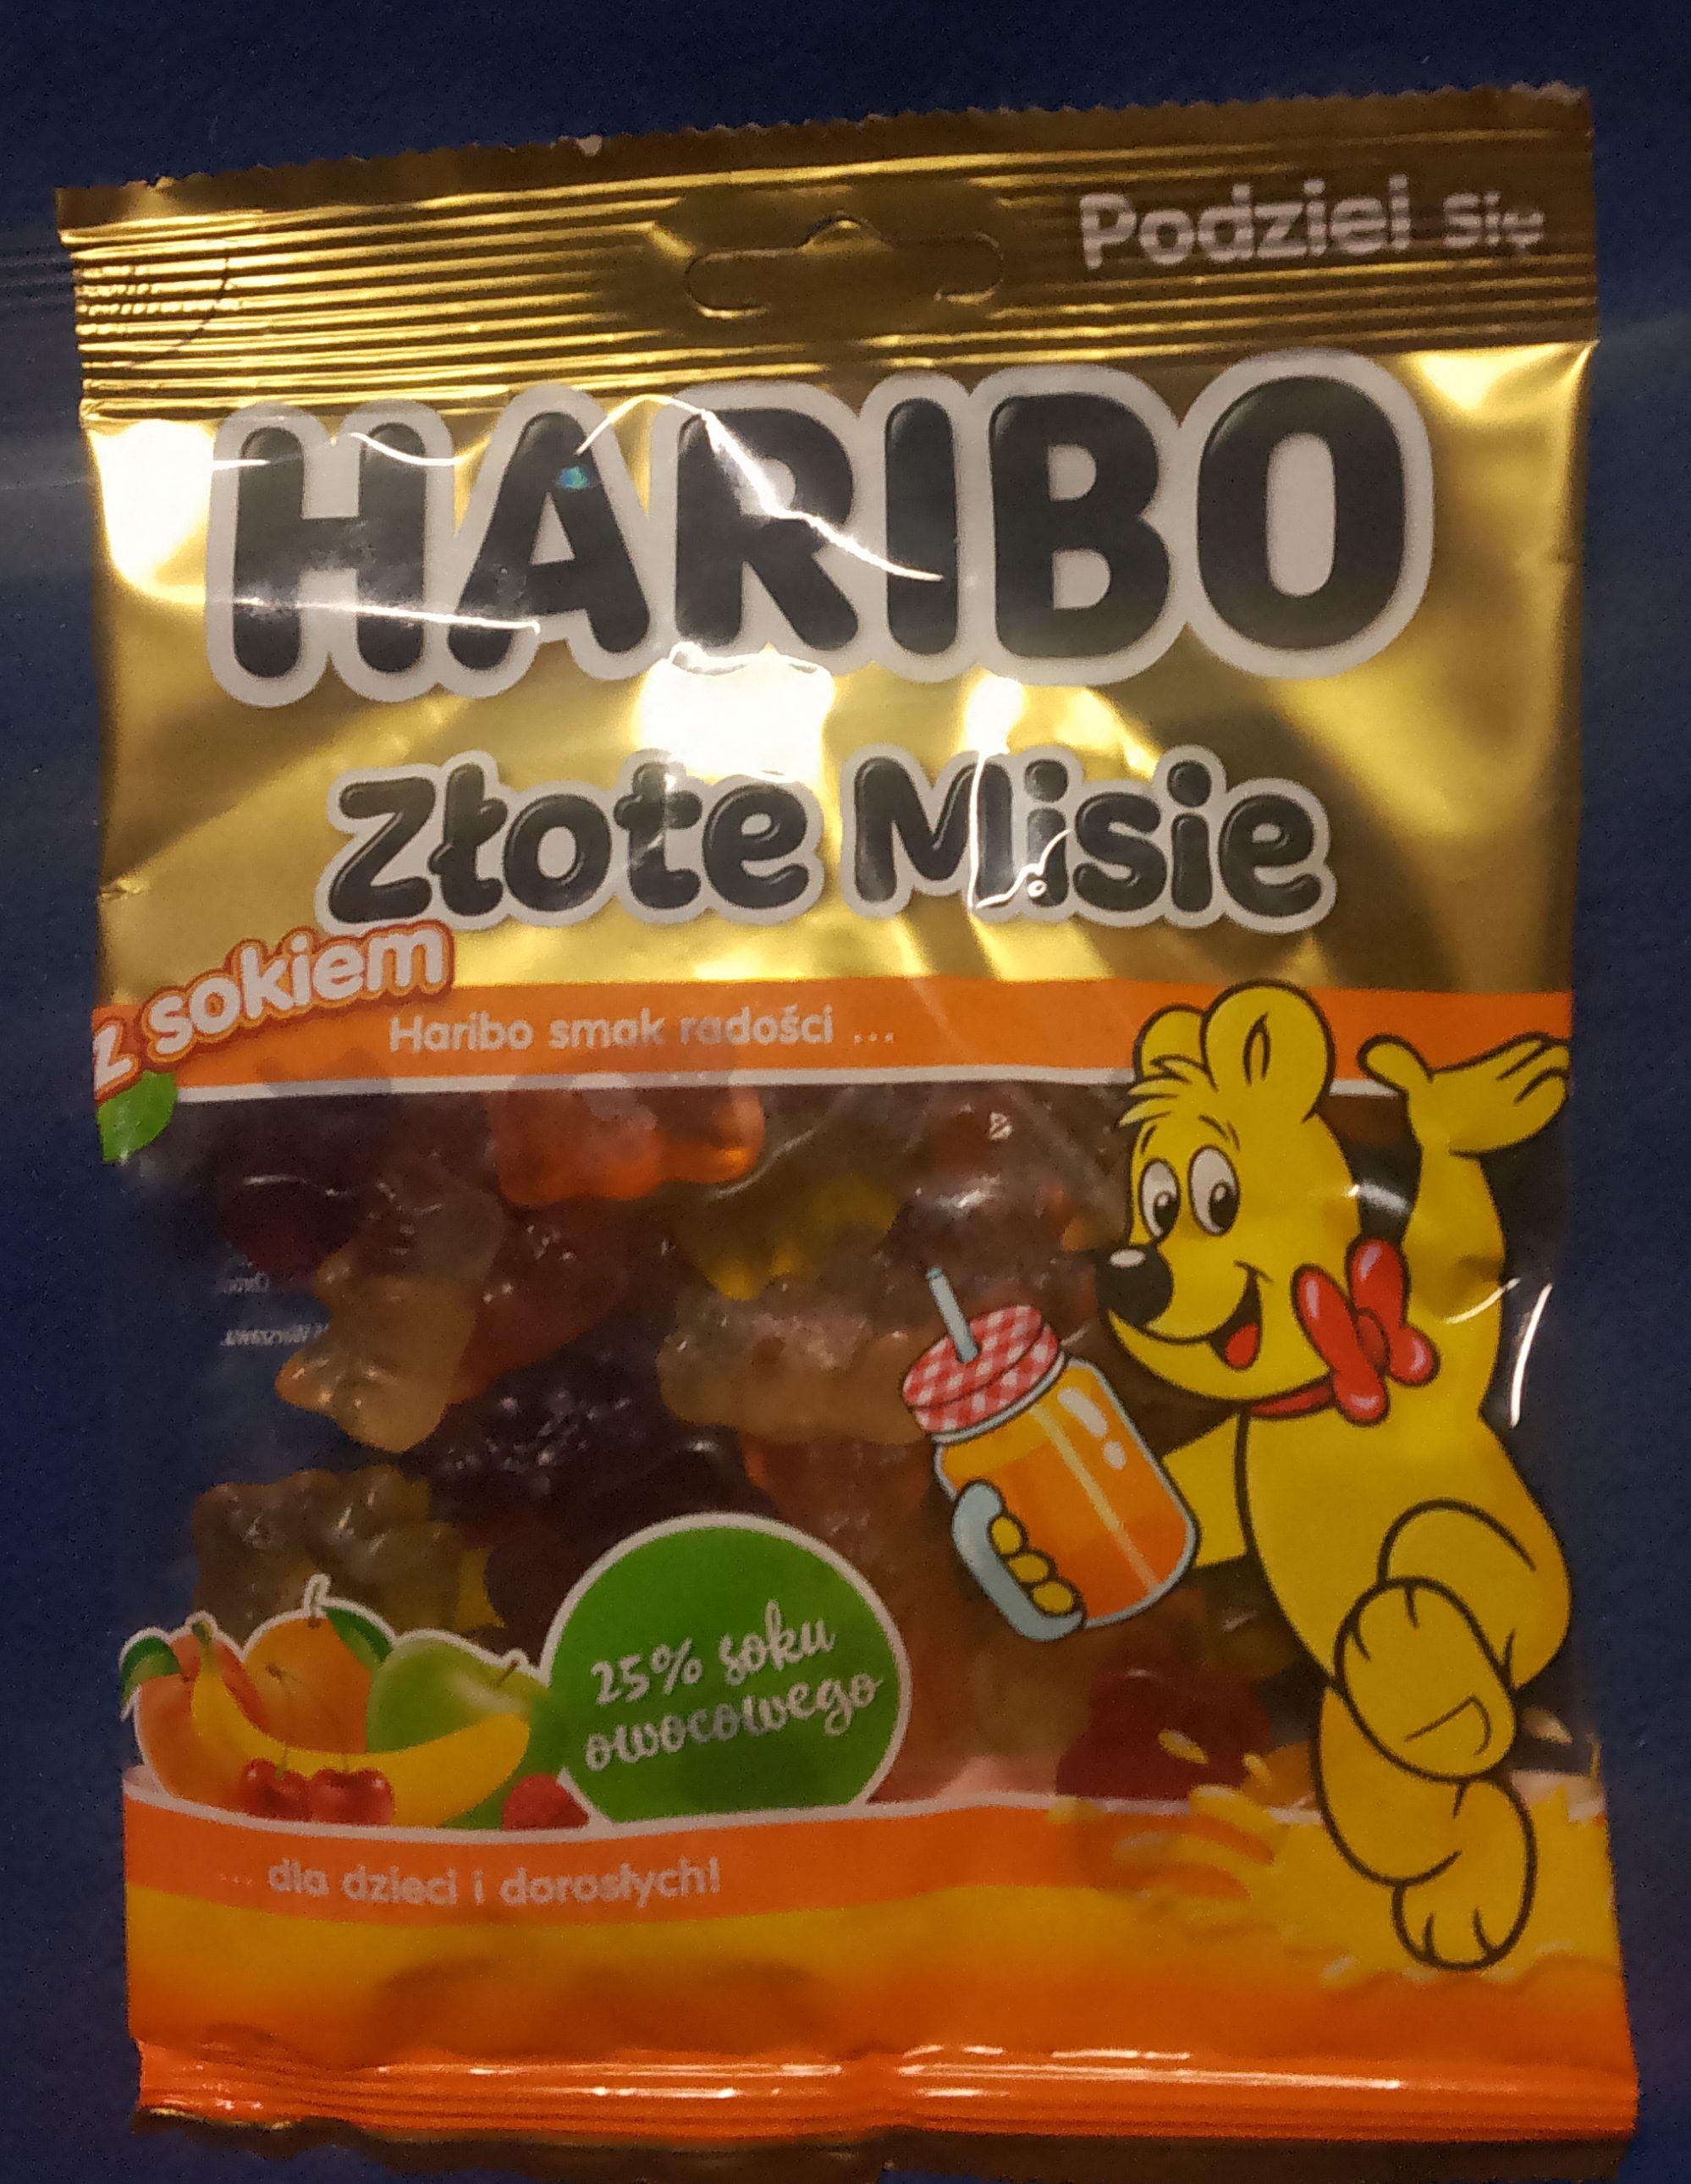 Podziel się
HARIBO
Złote Misie
z sokiem
Haribo smak radości ...
25% soku
owocowego
... dla dzieci i dorosłych!